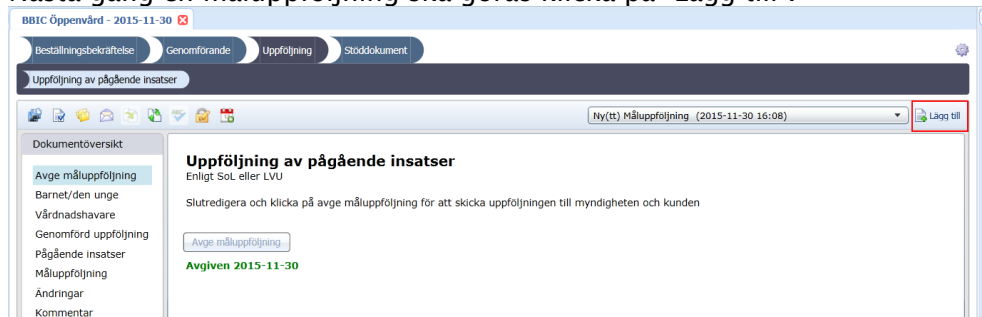 Nästa gång en måluppföljning ska göras klicka på "Lägg till".
BBIC Öppenvård - 2015-11-30
Beställningsbekräftelse Genomförande Uppföljning Stöddokument
Uppföljning av pågående insatser
Ny(tt) Måluppföljning (2015-11-30 16:08) Lägg till
Dokumentöversikt
Avge måluppföljning
Barnet/den unge
Vårdnadshavare
Genomförd uppföljning
Pågående insatser
Måluppföljning
Ändringar
Kommentar
Uppföljning av pågående insatser
Enligt SoL eller LVU
Slutredigera och klicka på avge måluppföljning för att skicka uppföljningen till myndigheten och kunden
Avge måluppföljning
Avgiven 2015-11-30